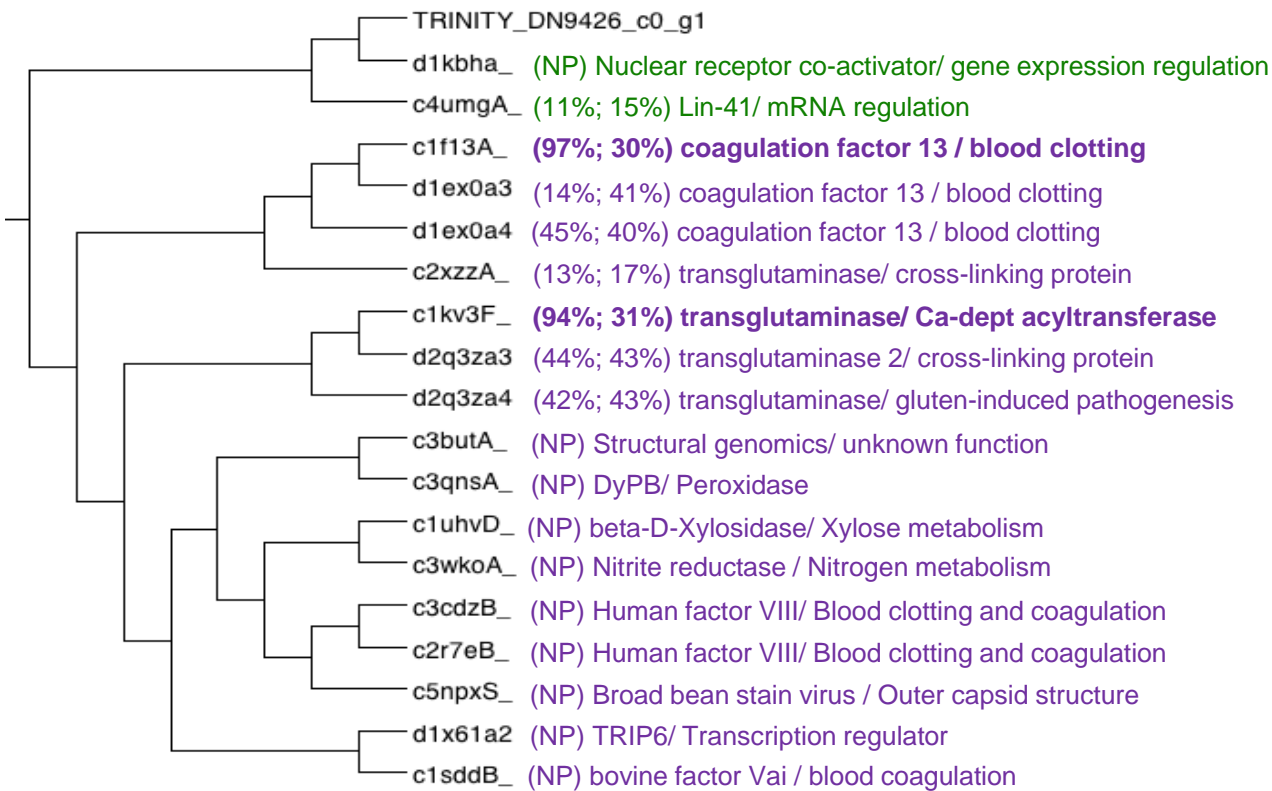 TRINITY_DN9426_c0_g1
d1kbha_ (NP) Nuclear receptor co-activator/ gene expression regulation
c4umgA_ (11%; 15%) Lin-41/ mRNA regulation
c1f13A_ (97%; 30%) coagulation factor 13 / blood clotting
d1ex0a3 (14%; 41%) coagulation factor 13 / blood clotting
d1ex0a4 (45%; 40%) coagulation factor 13 / blood clotting
c2xzzA_ (13%; 17%) transglutaminase/ cross-linking protein
c1kv3F_ (94%; 31%) transglutaminase/ Ca-dept acyltransferase
d2q3za3 (44%; 43%) transglutaminase 2/ cross-linking protein
d2q3za4 (42%; 43%) transglutaminase/ gluten-induced pathogenesis
c3butA_ (NP) Structural genomics/ unknown function
c3qnsA_ (NP) DyPB/ Peroxidase
c1uhvD_ (NP) beta-D-Xylosidase/ Xylose metabolism
c3wkoA_ (NP) Nitrite reductase / Nitrogen metabolism
c3cdzB_ (NP) Human factor VIII/ Blood clotting and coagulation
c2r7eB_ (NP) Human factor VIII/ Blood clotting and coagulation
c5npxS_ (NP) Broad bean stain virus / Outer capsid structure
d1x61a2 (NP) TRIP6/ Transcription regulator
c1sddB_ (NP) bovine factor Vai / blood coagulation